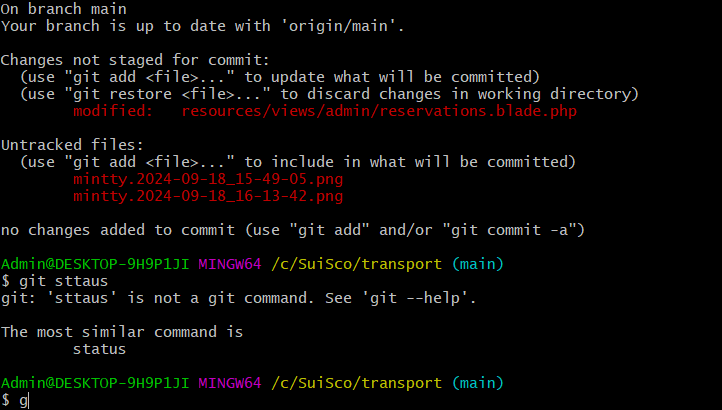 On branch main
Your branch is up to date with 'origin/main'.
Changes not staged for commit:
(use "git add <file>..." to update what will be committed)
(use "git restore <file>..." to discard changes in working directory)
modified:   resources/views/admin/reservations.blade.php
Untracked files:
(use "git add <file>..." to include in what will be committed)
mintty.2024-09-18_15-49-05.png
mintty.2024-09-18_16-13-42.png
no changes added to commit (use "git add" and/or "git commit -a")
Admin@DESKTOP-9H9P1JI MINGW64 /c/SuiSco/transport (main)
$ git sttaus
git: 'sttaus' is not a git command. See 'git --help'.
The most similar command is
status
Admin@DESKTOP-9H9P1JI MINGW64 /c/SuiSco/transport (main)
$ g